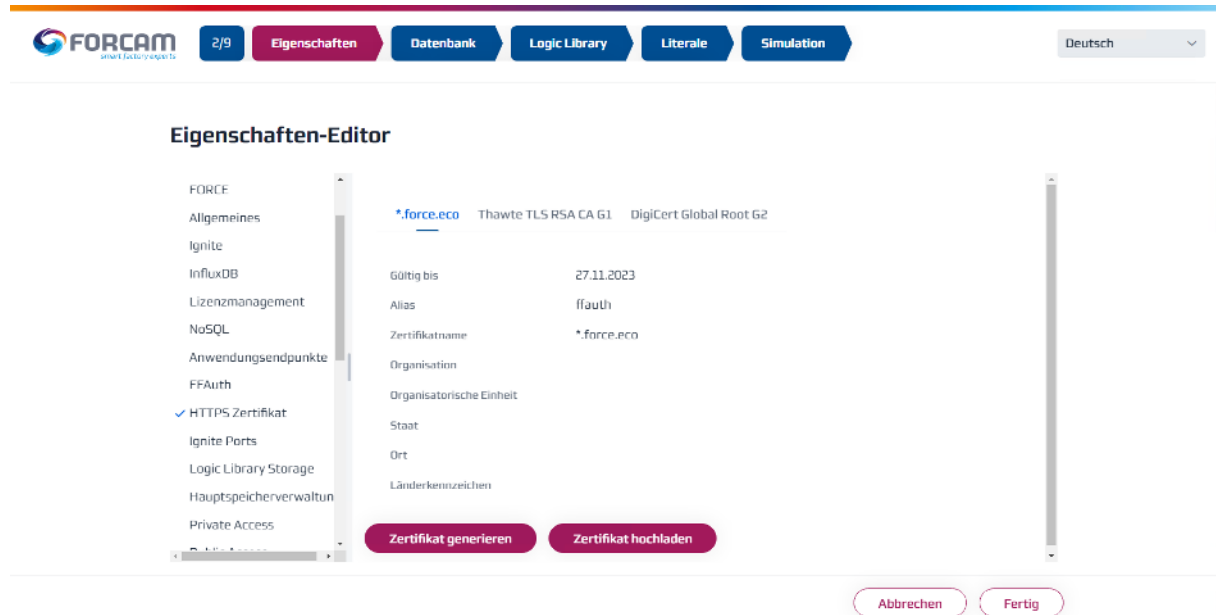 FORCAM
smart factory experts
2/9
Eigenschaften
Datenbank
Logic Library
Literale
Simulation
Deutsch
Eigenschaften-Editor
FORCE
Allgemeines
Ignite
InfluxDB
Lizenzmanagement
NoSQL
Anwendungsendpunkte
FFAuth
HTTPS Zertifikat
Ignite Ports
Logic Library Storage
Hauptspeicherverwaltun
Private Access
*.force.eco Thawte TLS RSA CA G1 DigiCert Global Root G2
Gültig bis 27.11.2023
Alias ffauth
Zertifikatname *.force.eco
Organisation
Organisatorische Einheit
Staat
Ort
Länderkennzeichen
Zertifikat generieren
Zertifikat hochladen
Abbrechen
Fertig